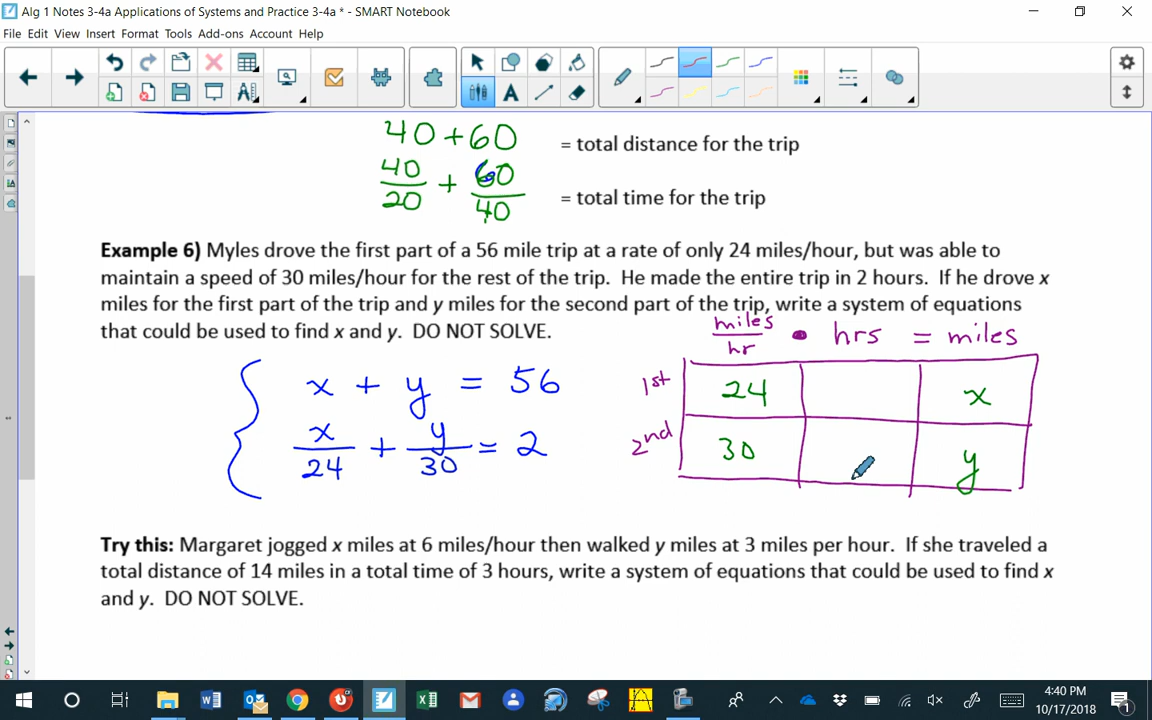 Alg 1 Notes 3-4a Applications of Systems and Practice 3-4a * - SMART Notebook
File Edit View Insert Format Tools Add-ons Account Help
40 + 60 = total distance for the trip
40/20 + 60/40 = total time for the trip
Example 6) Myles drove the first part of a 56 mile trip at a rate of only 24 miles/hour, but was able to
maintain a speed of 30 miles/hour for the rest of the trip. He made the entire trip in 2 hours. If he drove x
miles for the first part of the trip and y miles for the second part of the trip, write a system of equations
that could be used to find x and y. DO NOT SOLVE.
miles/hr • hrs = miles
x + y = 56
x/24 + y/30 = 2
1st 24 x
2nd 30 y
Try this: Margaret jogged x miles at 6 miles/hour then walked y miles at 3 miles per hour. If she traveled a
total distance of 14 miles in a total time of 3 hours, write a system of equations that could be used to find x
and y. DO NOT SOLVE.
4:40 PM
10/17/2018
1